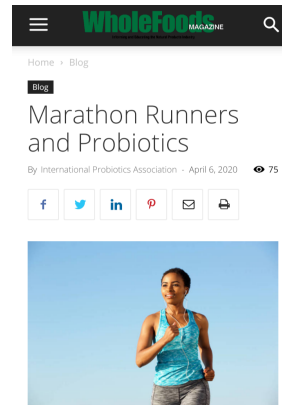 WholeFoods
MAGAZINE
Home › Blog
Blog
Marathon Runners
and Probiotics
By International Probiotics Association - April 6, 2020 75